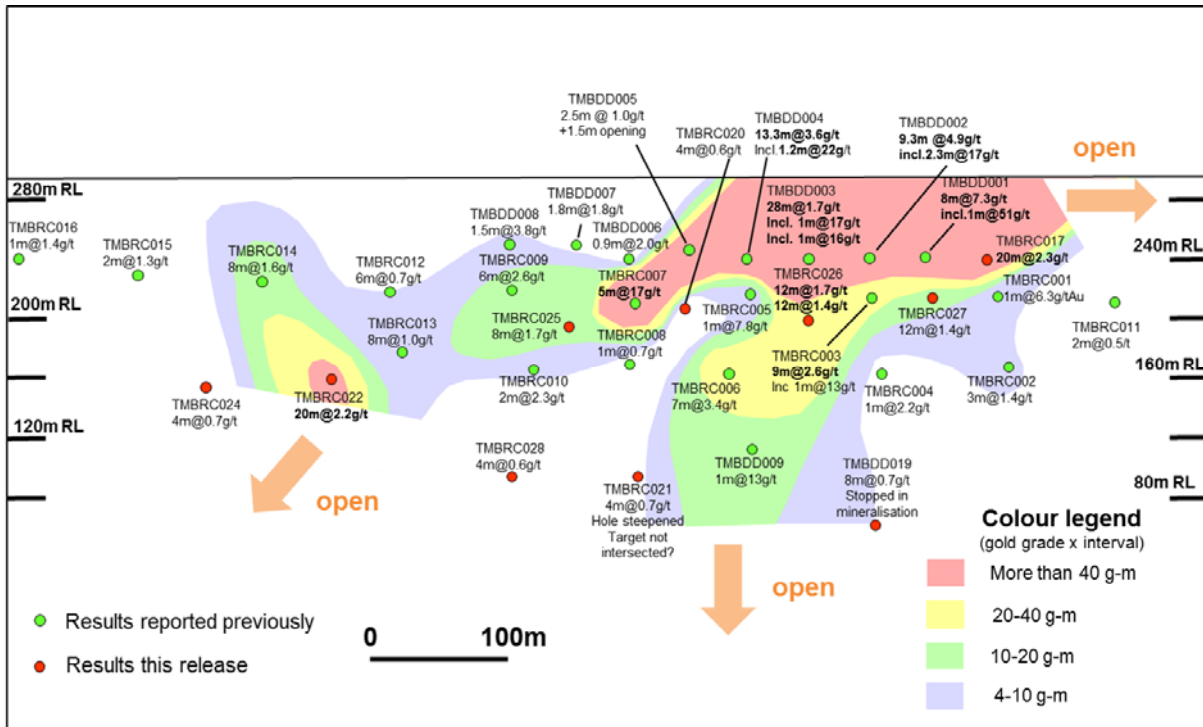 TMBDD005
2.5m @ 1.0g/t
+1.5m opening
TMBRC020
4m@0.6g/t
TMBDD004
13.3m@3.6g/t
Incl.1.2m@22g/t
TMBDD002
9.3m @4.9g/t
incl.2.3m@17g/t
open
280m RL
TMBDD007
1.8m@1.8g/t
TMBDD003
28m@1.7g/t
Incl. 1m@17g/t
Incl. 1m@16g/t
TMBDD001
8m@7.3g/t
incl.1m@51g/t
TMBRC016
1m@1.4g/t
TMBRC015
2m@1.3g/t
TMBRC014
8m@1.6g/t
TMBRC012
6m@0.7g/t
TMBDD008
1.5m@3.8g/t
TMBRC009
6m@2.6g/t
TMBDD006
0.9m@2.0g/t
TMBRC007
5m@17g/t
TMBRC026
12m@1.7g/t
12m@1.4g/t
TMBRC017
20m@2.3g/t
240m RL
TMBRC001
1m@6.3g/tAu
200m RL
TMBRC013
8m@1.0g/t
TMBRC025
8m@1.7g/t
TMBRC008
1m@0.7g/t
TMBRC005
1m@7.8g/t
TMBRC027
12m@1.4g/t
TMBRC011
2m@0.5g/t
TMBRC003
9m@2.6g/t
Inc 1m@13g/t
160m RL
TMBRC024
4m@0.7g/t
TMBRC022
20m@2.2g/t
TMBRC010
2m@2.3g/t
TMBRC006
7m@3.4g/t
TMBRC004
1m@2.2g/t
TMBRC002
3m@1.4g/t
120m RL
TMBRC028
4m@0.6g/t
TMBRC021
4m@0.7g/t
Hole steepened
Target not
intersected?
TMBDD009
1m@13g/t
TMBDD019
8m@0.7g/t
Stopped in
mineralisation
80m RL
open
open
Colour legend
(gold grade x interval)
More than 40 g-m
20-40 g-m
10-20 g-m
4-10 g-m
Results reported previously
Results this release
0 100m